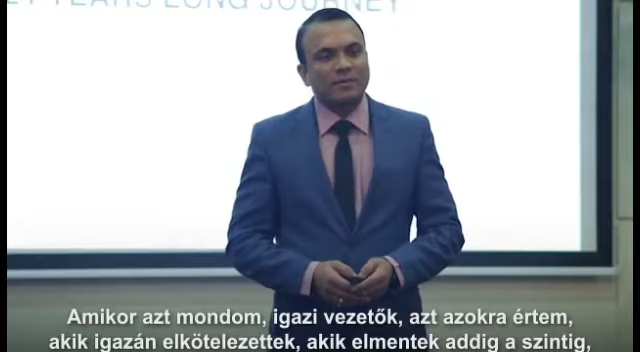 YEARS LONG JOURNEY
Amikor azt mondom, igazi vezetők, azt azokra értem,
akik igazán elkötelezettek, akik elmentek addig a szintig,